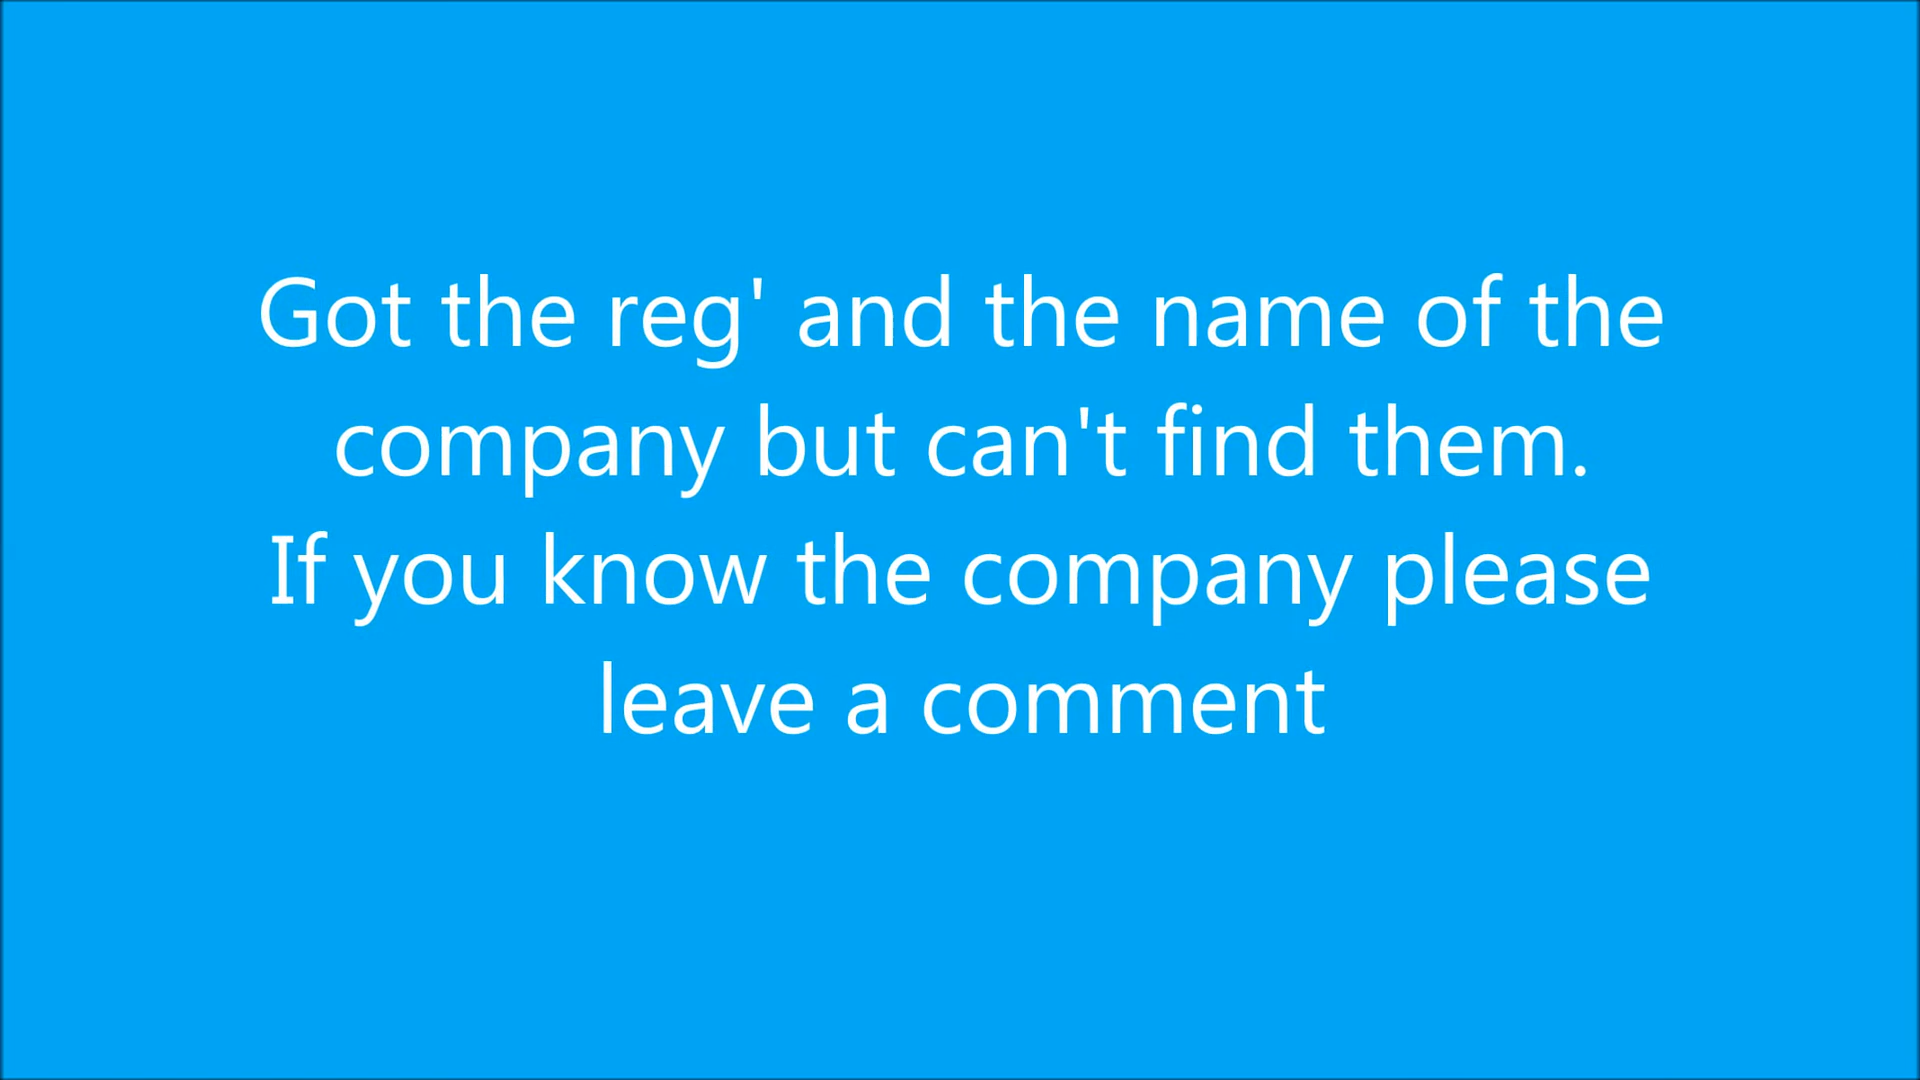 Got the reg' and the name of the
company but can't find them.
If you know the company please
leave a comment